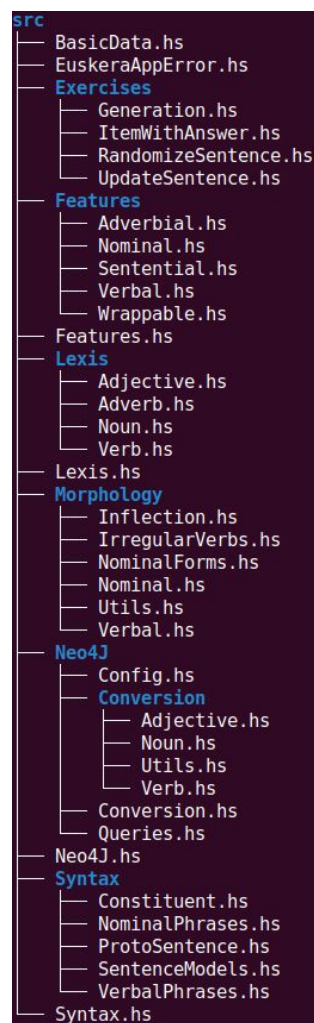 src
BasicData.hs
EuskeraAppError.hs
Exercises
Generation.hs
ItemWithAnswer.hs
RandomizeSentence.hs
UpdateSentence.hs
Features
Adverbial.hs
Nominal.hs
Sentential.hs
Verbal.hs
Wrappable.hs
Features.hs
Lexis
Adjective.hs
Adverb.hs
Noun.hs
Verb.hs
Lexis.hs
Morphology
Inflection.hs
IrregularVerbs.hs
NominalForms.hs
Nominal.hs
Utils.hs
Verbal.hs
Neo4J
Config.hs
Conversion
Adjective.hs
Noun.hs
Utils.hs
Verb.hs
Conversion.hs
Queries.hs
Neo4J.hs
Syntax
Constituent.hs
NominalPhrases.hs
ProtoSentence.hs
SentenceModels.hs
VerbalPhrases.hs
Syntax.hs